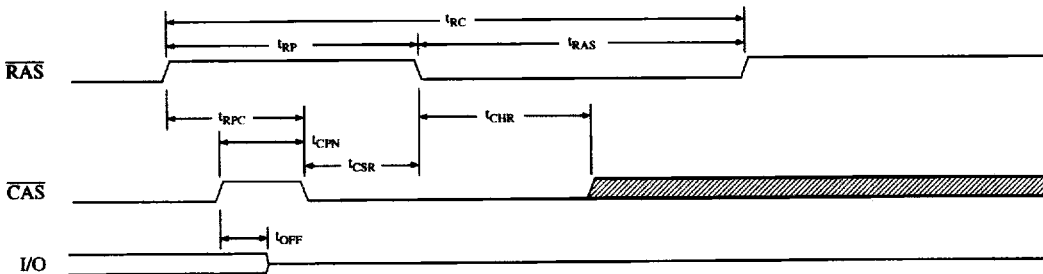 tRC
tRP
tRAS
RAS
tRPC
tCHR
tCPN
tCSR
CAS
tOFF
I/O